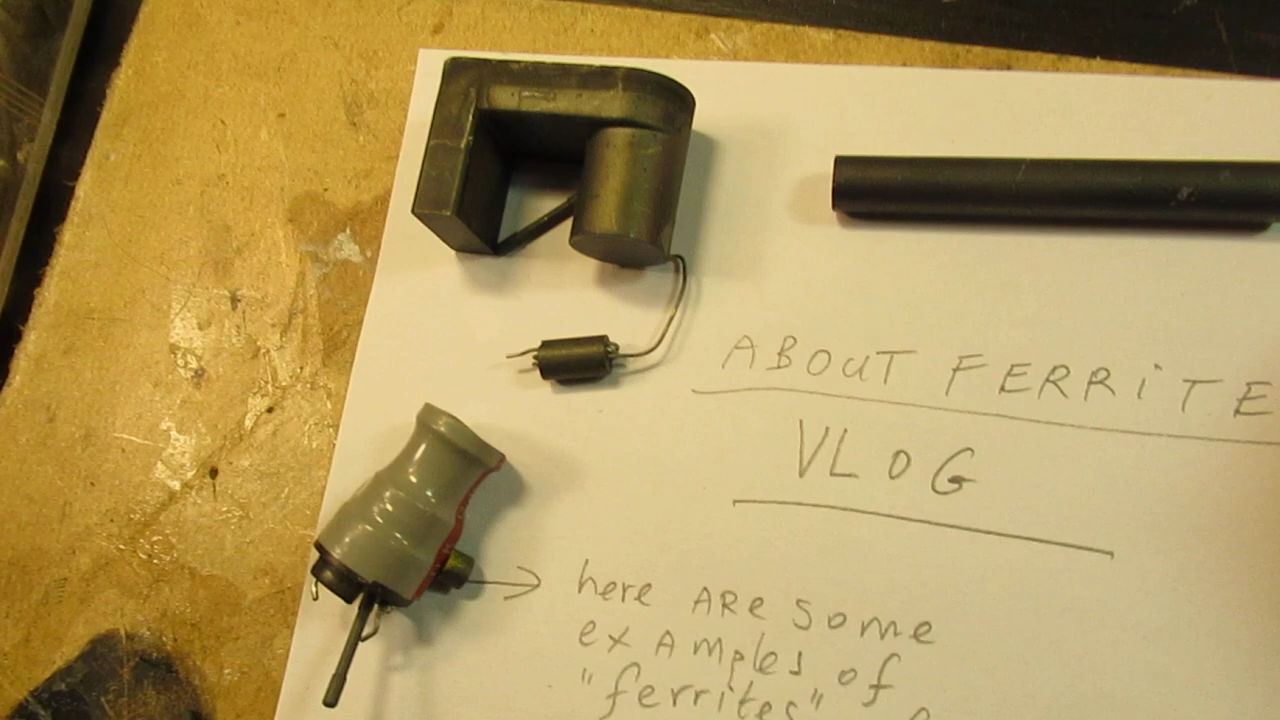 ABOUT FERRITE
VLOG
here ARe some
exAmples of
"ferrites"